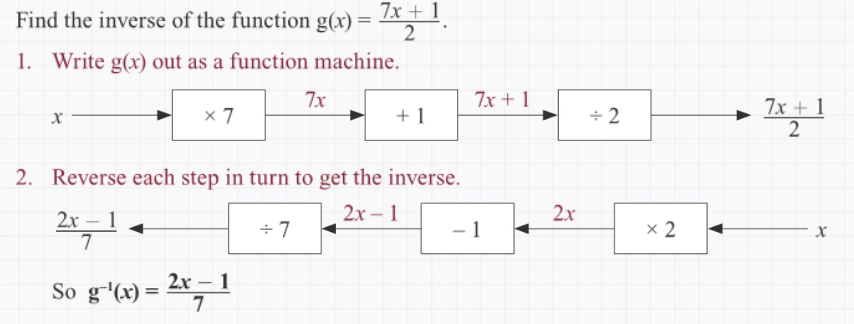 Find the inverse of the function g(x) = (7x + 1)/2.
1. Write g(x) out as a function machine.
x → × 7 → 7x → + 1 → 7x + 1 → ÷ 2 → (7x + 1)/2
2. Reverse each step in turn to get the inverse.
(2x – 1)/7 ← ÷ 7 ← 2x – 1 ← – 1 ← 2x ← × 2 ← x
So g⁻¹(x) = (2x – 1)/7